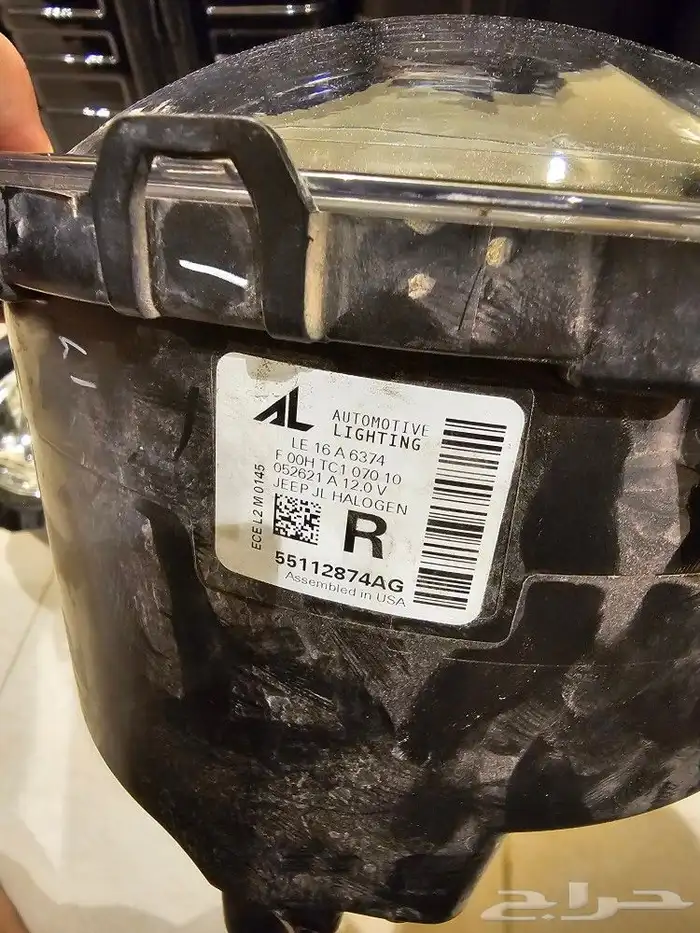 AL AUTOMOTIVE
LIGHTING
LE 16 A 6374
F 00H TC1 070 10
052621 A 12.0 V
JEEP JL HALOGEN
ECE L2 M 0145
R
55112874AG
Assembled in USA
حراج